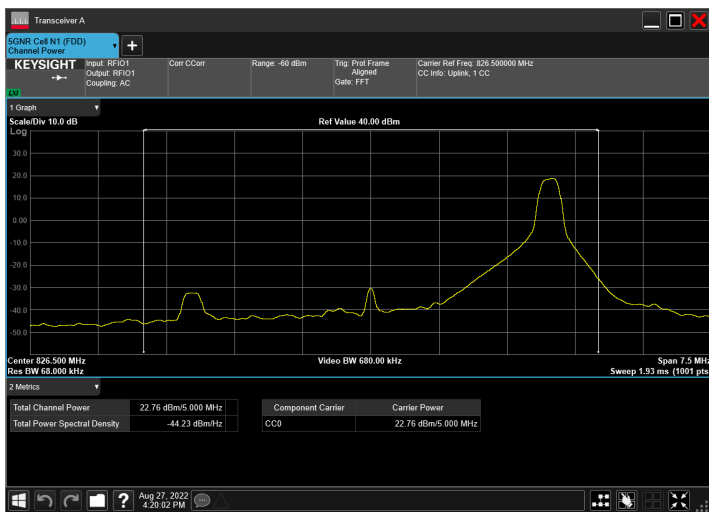 Transceiver A
5GNR Cell N1 (FDD)
Channel Power
KEYSIGHT
Input: RFIO1
Output: RFIO1
Coupling: AC
Corr CCorr
Range: -60 dBm
Trig: Prot Frame
Aligned
Gate: FFT
Carrier Ref Freq: 826.500000 MHz
CC Info: Uplink, 1 CC
LXI
1 Graph
Scale/Div 10.0 dB
Ref Value 40.00 dBm
Log
30.0
20.0
10.0
0.00
-10.0
-20.0
-30.0
-40.0
-50.0
Center 826.500 MHz
Video BW 680.00 kHz
Span 7.5 MHz
Res BW 68.000 kHz
Sweep 1.93 ms (1001 pts
2 Metrics
Total Channel Power 22.76 dBm/5.000 MHz
Total Power Spectral Density -44.23 dBm/Hz
Component Carrier Carrier Power
CC0 22.76 dBm/5.000 MHz
?
Aug 27, 2022
4:20:02 PM